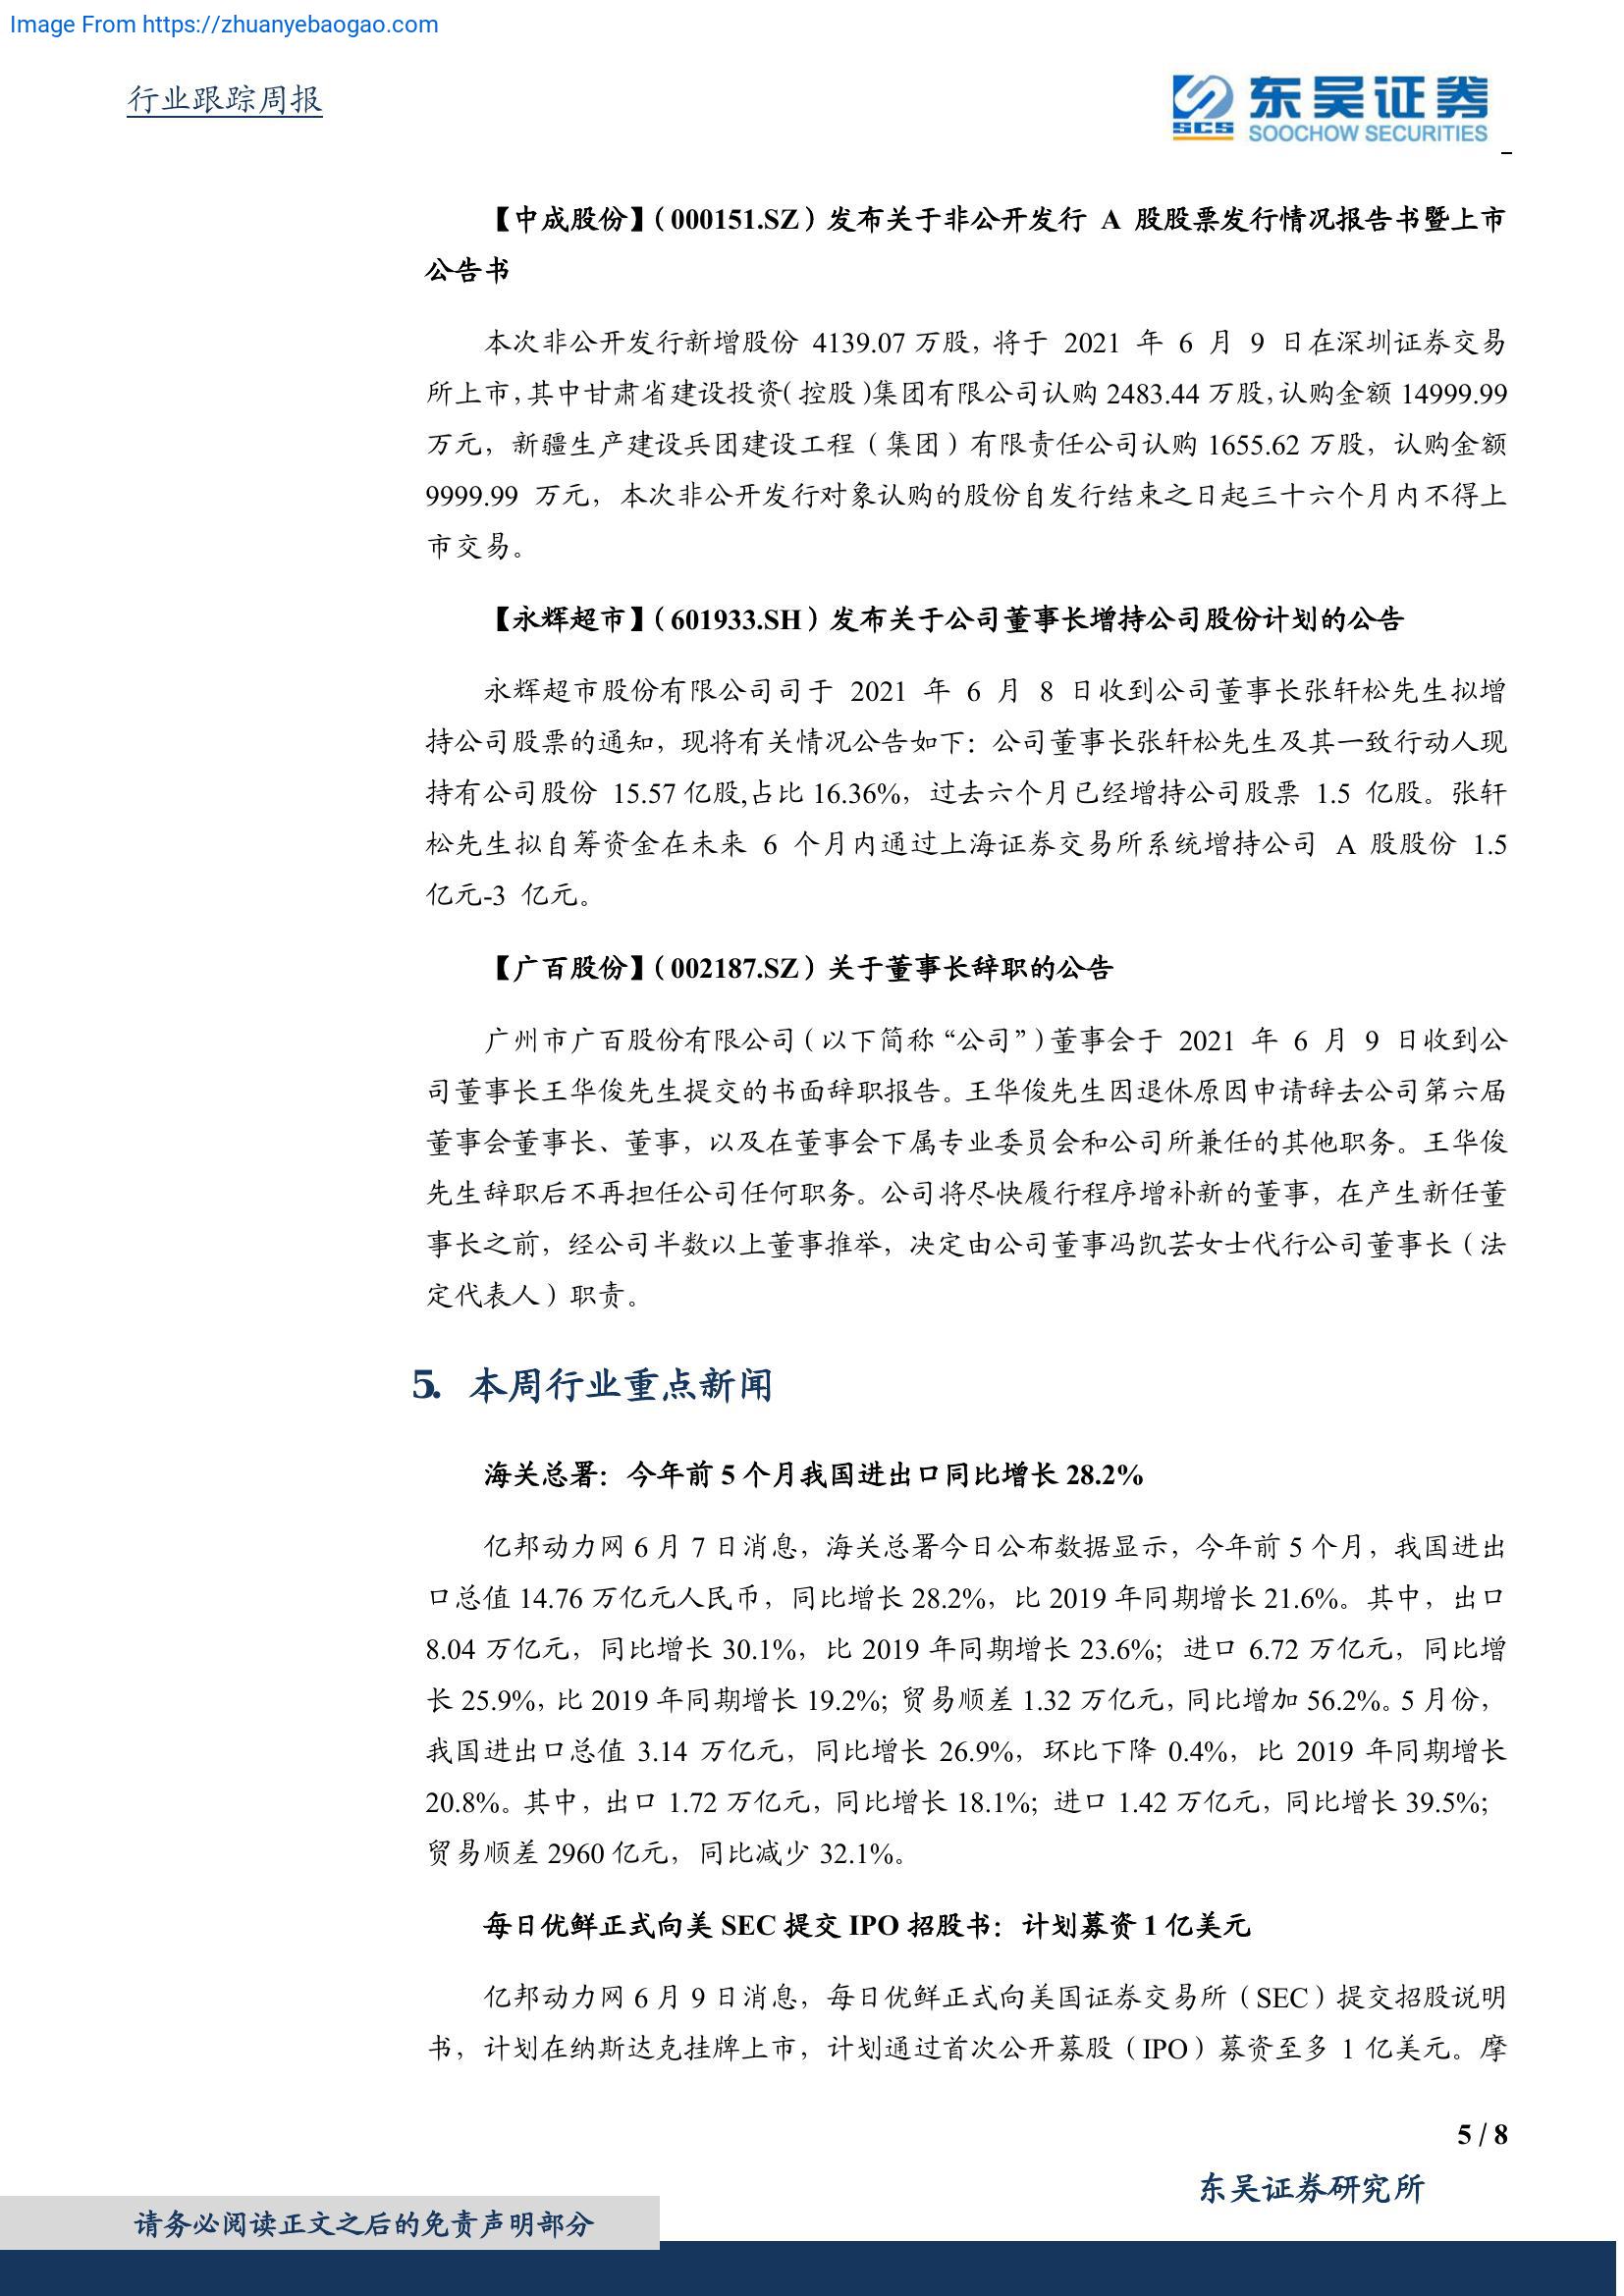 Image From https://zhuanyebaogao.com
行业跟踪周报
东吴证券
SCS
SOOCHOW SECURITIES
【中成股份】（000151.SZ）发布关于非公开发行 A 股股票发行情况报告书暨上市
公告书
本次非公开发行新增股份 4139.07 万股，将于 2021 年 6 月 9 日在深圳证券交易
所上市，其中甘肃省建设投资（控股）集团有限公司认购 2483.44 万股，认购金额 14999.99
万元，新疆生产建设兵团建设工程（集团）有限责任公司认购 1655.62 万股，认购金额
9999.99 万元，本次非公开发行对象认购的股份自发行结束之日起三十六个月内不得上
市交易。
【永辉超市】（601933.SH）发布关于公司董事长增持公司股份计划的公告
永辉超市股份有限公司司于 2021 年 6 月 8 日收到公司董事长张轩松先生拟增
持公司股票的通知，现将有关情况公告如下：公司董事长张轩松先生及其一致行动人现
持有公司股份 15.57 亿股,占比 16.36%，过去六个月已经增持公司股票 1.5 亿股。张轩
松先生拟自筹资金在未来 6 个月内通过上海证券交易所系统增持公司 A 股股份 1.5
亿元-3 亿元。
【广百股份】（002187.SZ）关于董事长辞职的公告
广州市广百股份有限公司（以下简称“公司”）董事会于 2021 年 6 月 9 日收到公
司董事长王华俊先生提交的书面辞职报告。王华俊先生因退休原因申请辞去公司第六届
董事会董事长、董事，以及在董事会下属专业委员会和公司所兼任的其他职务。王华俊
先生辞职后不再担任公司任何职务。公司将尽快履行程序增补新的董事，在产生新任董
事长之前，经公司半数以上董事推举，决定由公司董事冯凯芸女士代行公司董事长（法
定代表人）职责。
5. 本周行业重点新闻
海关总署：今年前 5 个月我国进出口同比增长 28.2%
亿邦动力网 6 月 7 日消息，海关总署今日公布数据显示，今年前 5 个月，我国进出
口总值 14.76 万亿元人民币，同比增长 28.2%，比 2019 年同期增长 21.6%。其中，出口
8.04 万亿元，同比增长 30.1%，比 2019 年同期增长 23.6%；进口 6.72 万亿元，同比增
长 25.9%，比 2019 年同期增长 19.2%；贸易顺差 1.32 万亿元，同比增加 56.2%。5 月份，
我国进出口总值 3.14 万亿元，同比增长 26.9%，环比下降 0.4%，比 2019 年同期增长
20.8%。其中，出口 1.72 万亿元，同比增长 18.1%；进口 1.42 万亿元，同比增长 39.5%；
贸易顺差 2960 亿元，同比减少 32.1%。
每日优鲜正式向美 SEC 提交 IPO 招股书：计划募资 1 亿美元
亿邦动力网 6 月 9 日消息，每日优鲜正式向美国证券交易所（SEC）提交招股说明
书，计划在纳斯达克挂牌上市，计划通过首次公开募股（IPO）募资至多 1 亿美元。摩
5 / 8
东吴证券研究所
请务必阅读正文之后的免责声明部分